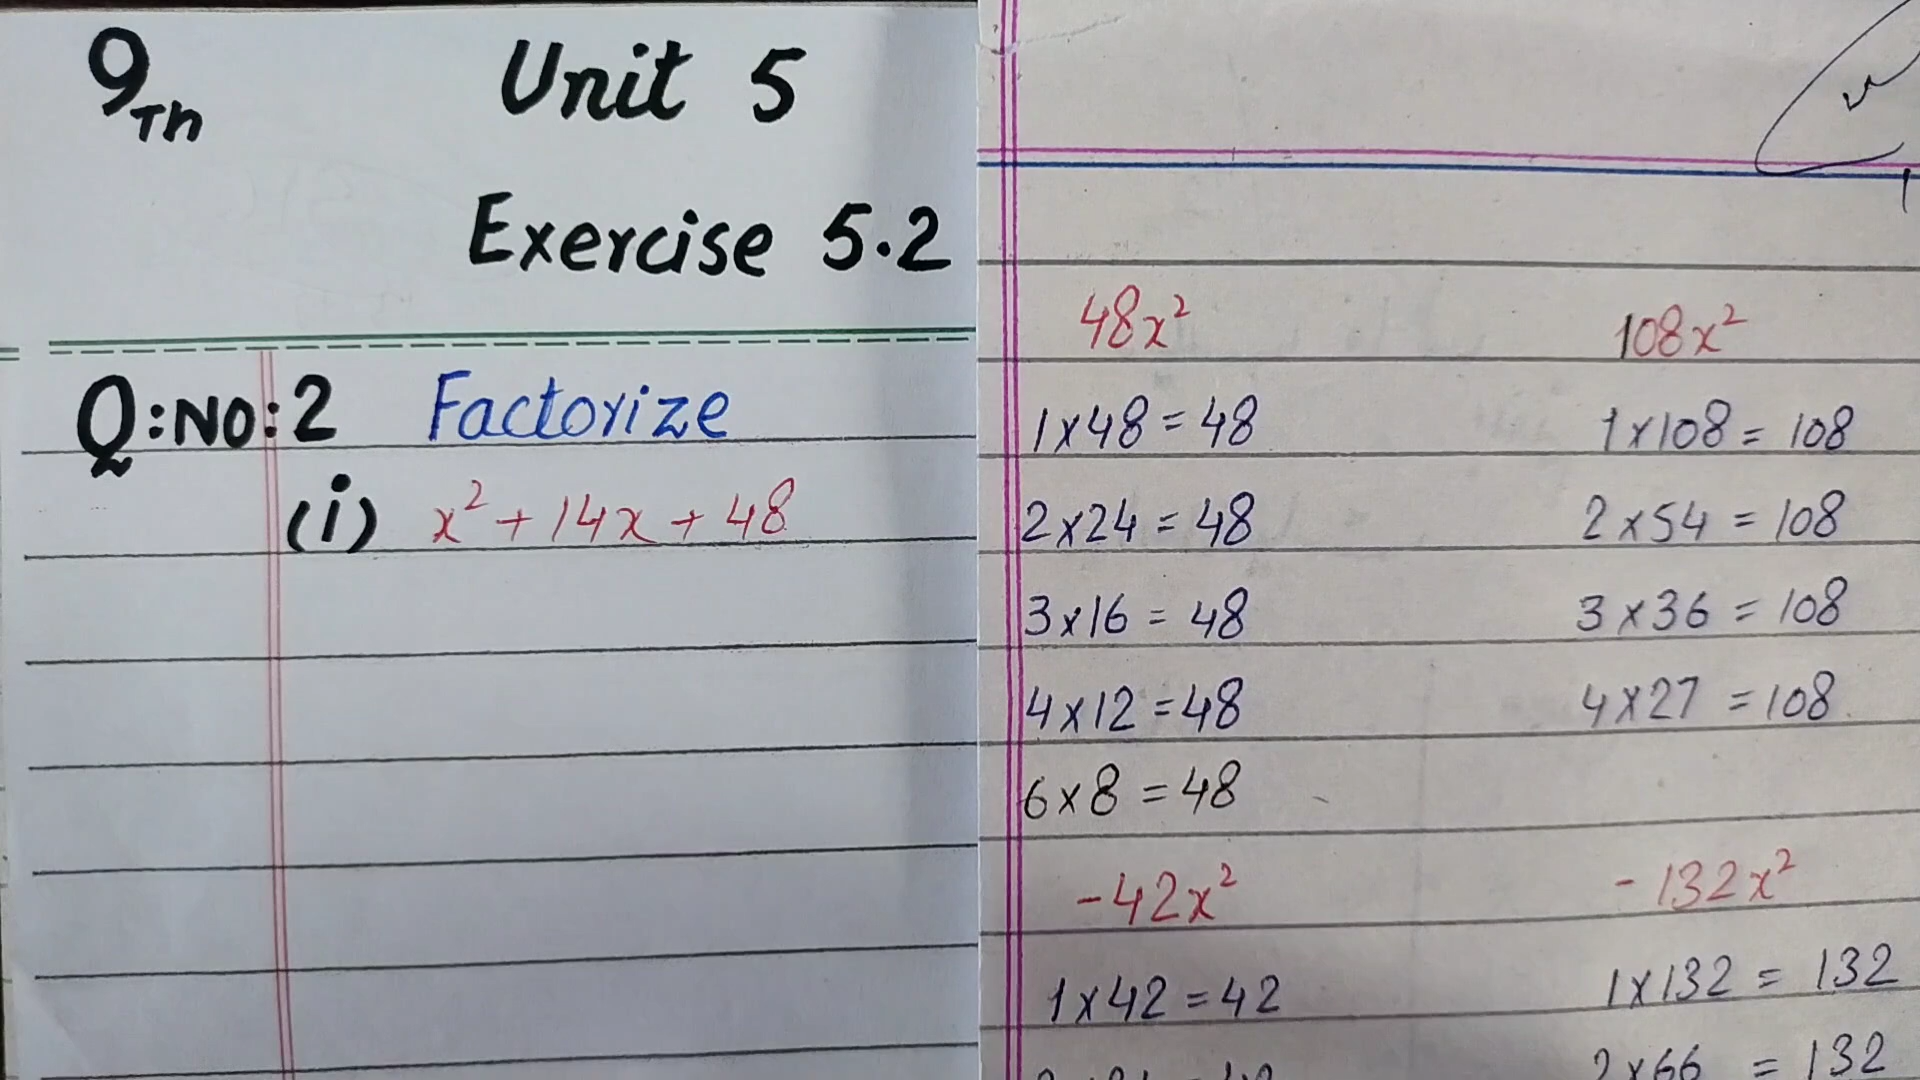 9Th Unit 5
Exercise 5.2
Q:NO:2 Factorize
(i) x² + 14x + 48
48x² 108x²
1x48 = 48 1x108 = 108
2x24 = 48 2x54 = 108
3x16 = 48 3x36 = 108
4x12 = 48 4x27 = 108
6x8 = 48
-42x² -132x²
1x42 = 42 1x132 = 132
2x66 = 132